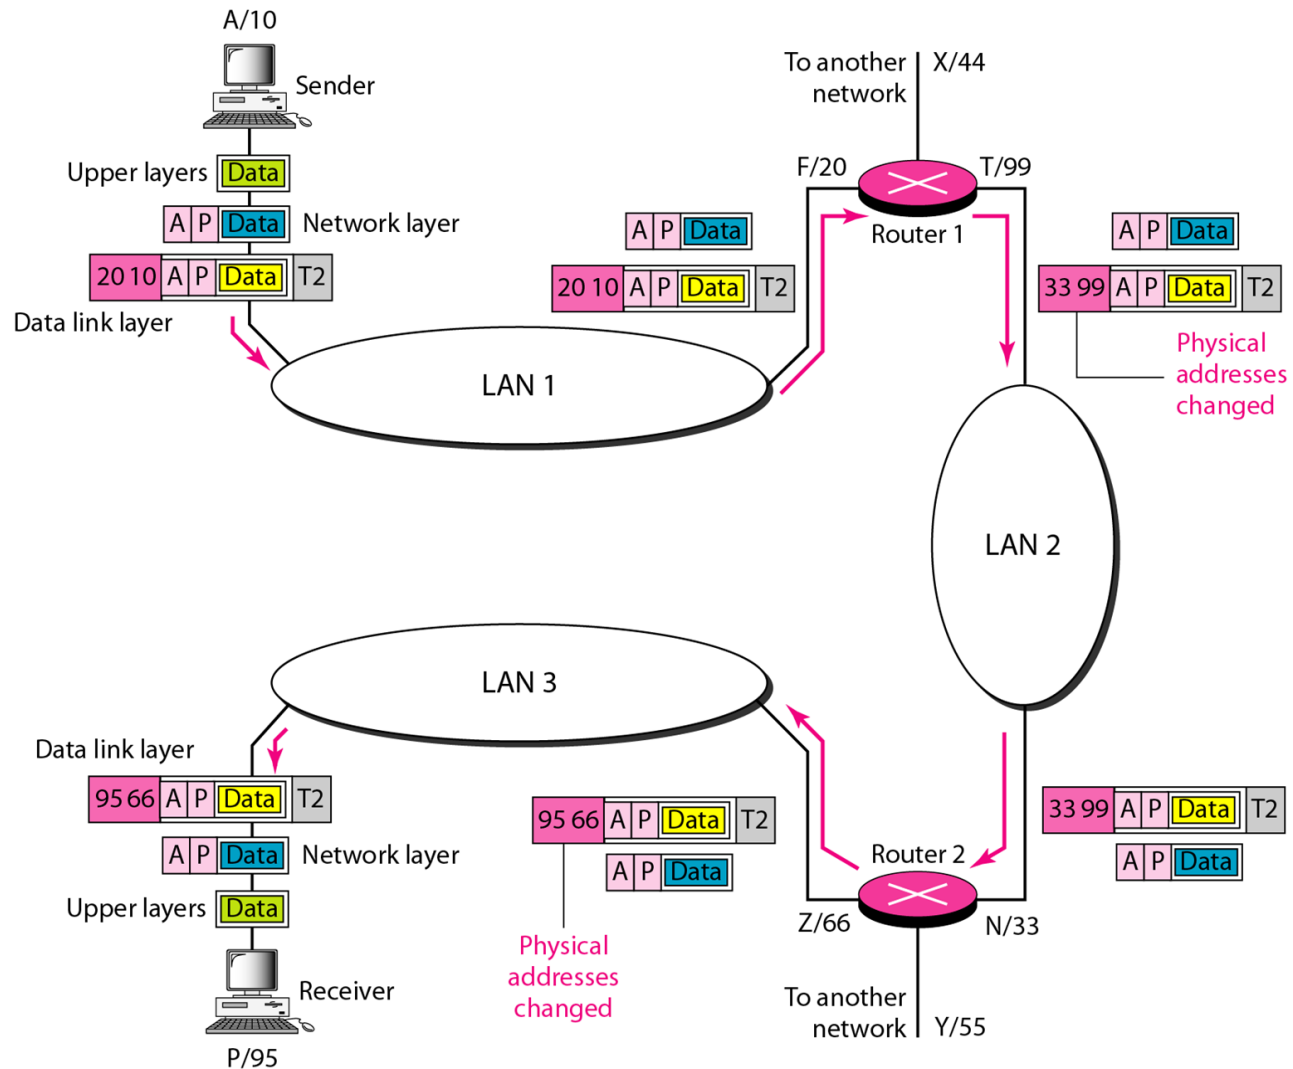 A/10
Sender
Upper layers
Data
A P Data
Network layer
20 10 A P Data T2
Data link layer
LAN 1
To another
network
X/44
F/20
T/99
Router 1
A P Data
20 10 A P Data T2
A P Data
33 99 A P Data T2
Physical
addresses
changed
LAN 2
LAN 3
Data link layer
95 66 A P Data T2
A P Data
Network layer
Upper layers
Data
Receiver
P/95
95 66 A P Data T2
A P Data
Physical
addresses
changed
Router 2
Z/66
N/33
33 99 A P Data T2
A P Data
To another
network
Y/55